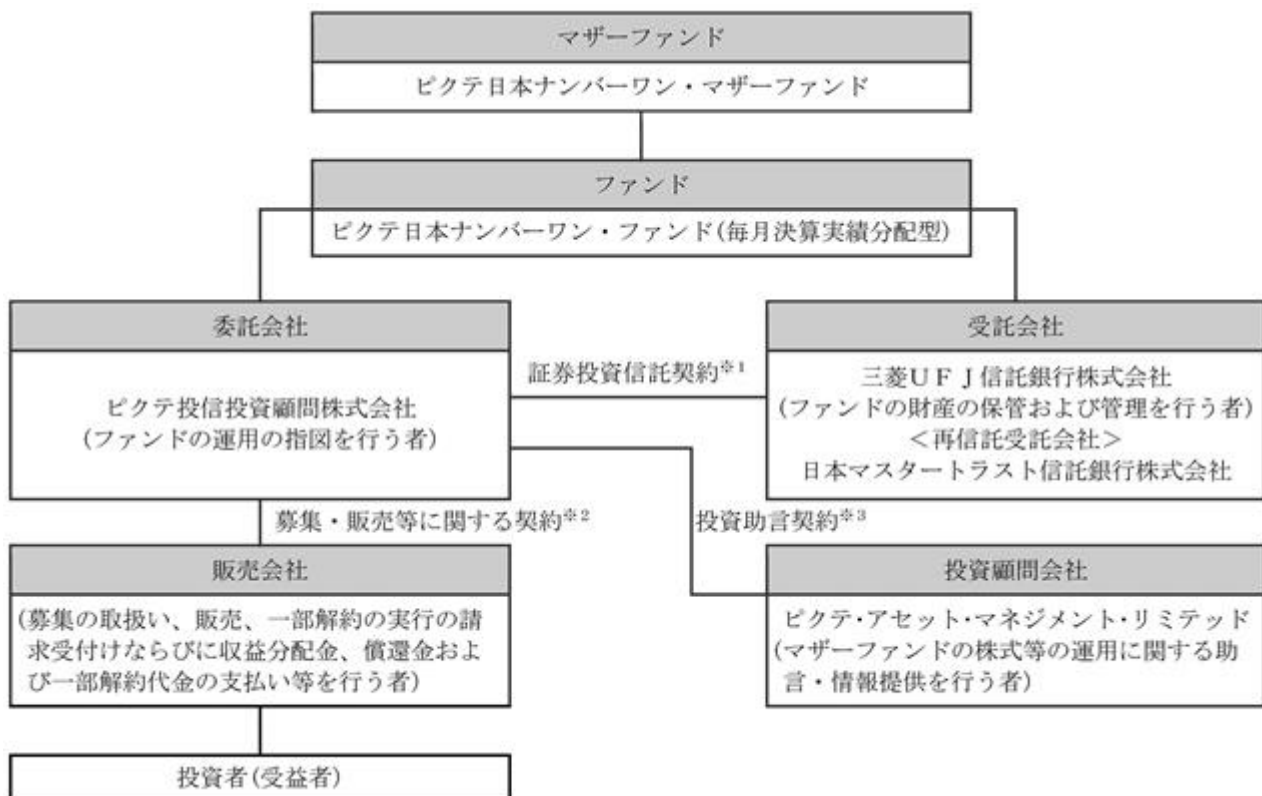 マザーファンド
ピクテ日本ナンバーワン・マザーファンド
ファンド
ピクテ日本ナンバーワン・ファンド(毎月決算実績分配型)
委託会社
ピクテ投信投資顧問株式会社
(ファンドの運用の指図を行う者)
証券投資信託契約※1
受託会社
三菱UFJ信託銀行株式会社
(ファンドの財産の保管および管理を行う者)
<再信託受託会社>
日本マスタートラスト信託銀行株式会社
募集・販売等に関する契約※2
投資助言契約※3
販売会社
(募集の取扱い、販売、一部解約の実行の請
求受付けならびに収益分配金、償還金およ
び一部解約代金の支払い等を行う者)
投資顧問会社
ピクテ・アセット・マネジメント・リミテッド
(マザーファンドの株式等の運用に関する助
言・情報提供を行う者)
投資者(受益者)